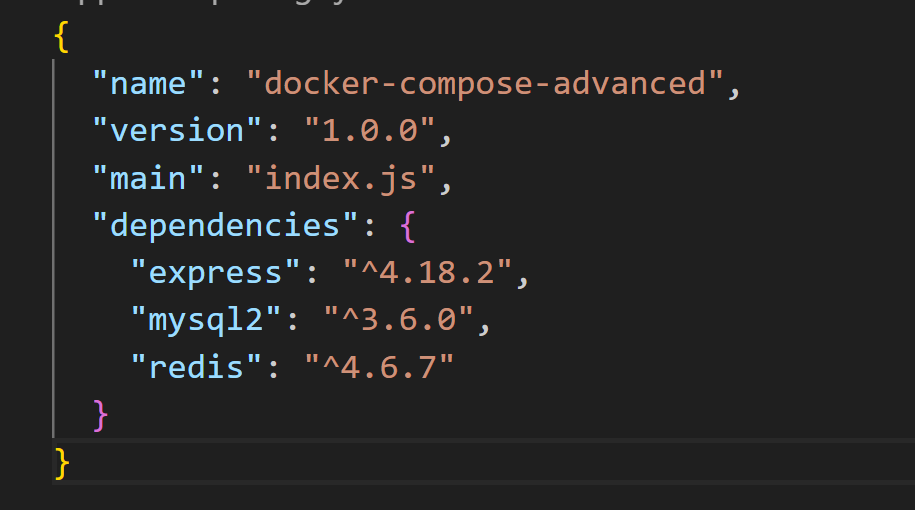 {
  "name": "docker-compose-advanced",
  "version": "1.0.0",
  "main": "index.js",
  "dependencies": {
    "express": "^4.18.2",
    "mysql2": "^3.6.0",
    "redis": "^4.6.7"
  }
}